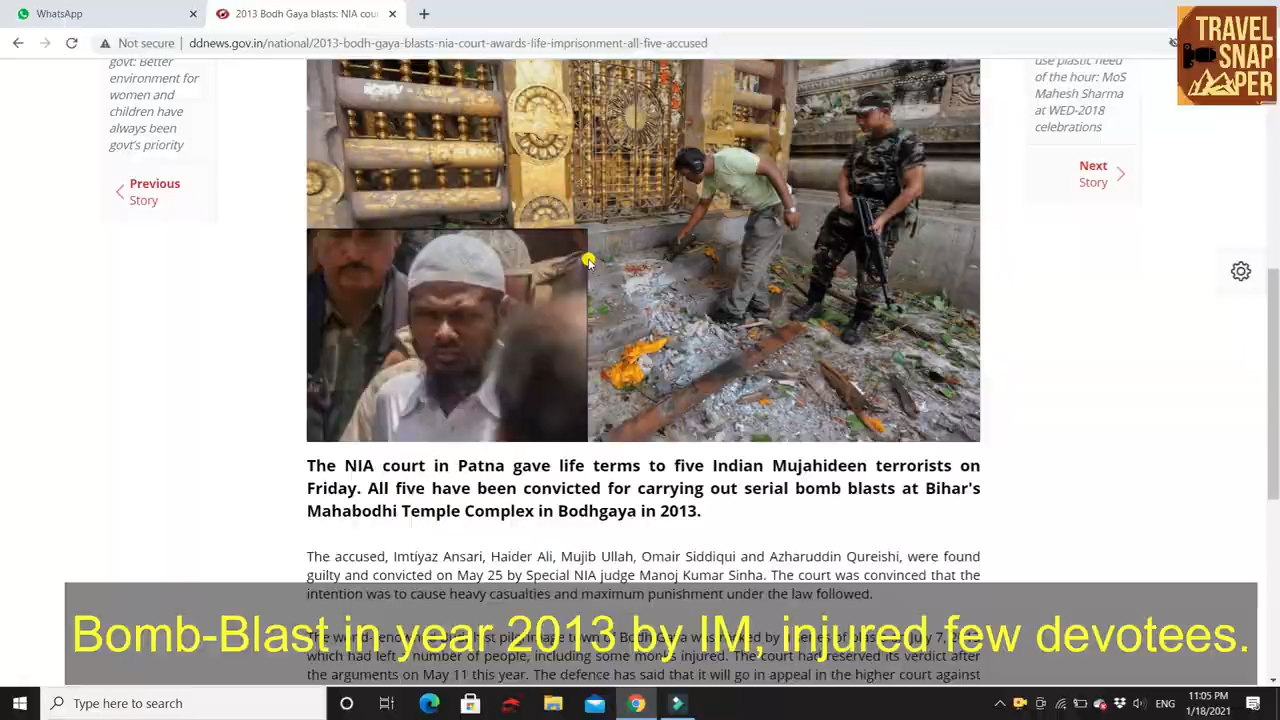 WhatsApp
2013 Bodh Gaya blasts: NIA cou
Not secure
ddnews.gov.in/national/2013-bodh-gaya-blasts-nia-court-awards-life-imprisonment-all-five-accused
TRAVEL
SNAP
PER
govt: Better
environment for
women and
children have
always been
govt's priority
Previous
Story
use plastic need
of the hour: MoS
Mahesh Sharma
at WED-2018
celebrations
Next
Story
The NIA court in Patna gave life terms to five Indian Mujahideen terrorists on
Friday. All five have been convicted for carrying out serial bomb blasts at Bihar's
Mahabodhi Temple Complex in Bodhgaya in 2013.
The accused, Imtiyaz Ansari, Haider Ali, Mujib Ullah, Omair Siddiqui and Azharuddin Qureishi, were found
guilty and convicted on May 25 by Special NIA judge Manoj Kumar Sinha. The court was convinced that the
intention was to cause heavy casualties and maximum punishment under the law followed.
Bomb-Blast in year 2013 by IM, injured few devotees.
which had left a number of people, including some monks injured. The court had reserved its verdict after
the arguments on May 11 this year. The defence has said that it will go in appeal in the higher court against
Type here to search
ENG
11:05 PM
1/18/2021